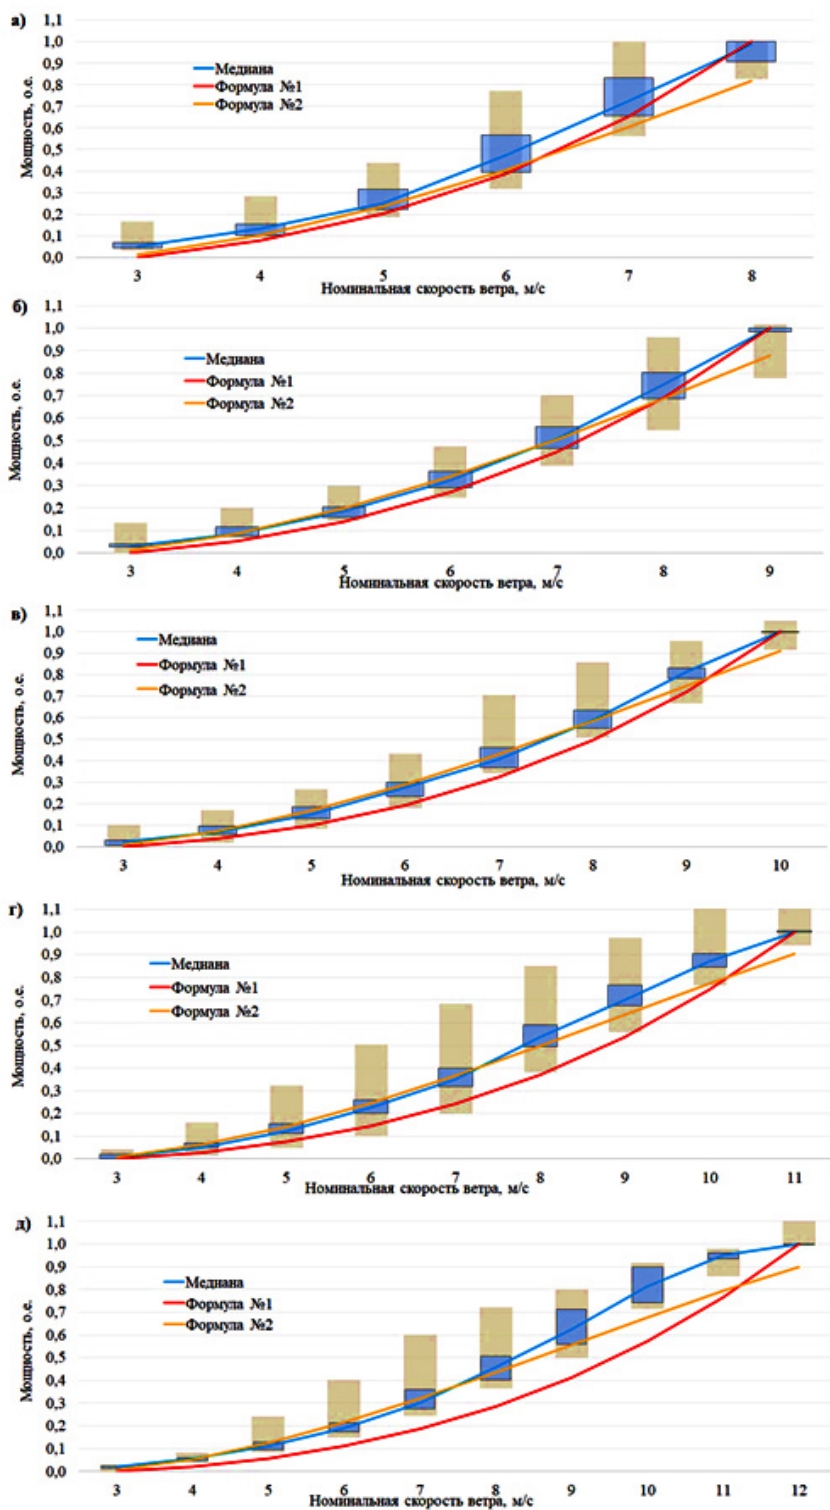 а)
Мощность, о.е.
1,1
1,0
0,9
0,8
0,7
0,6
0,5
0,4
0,3
0,2
0,1
0,0
Медиана
Формула №1
Формула №2
3 4 5 6 7 8
Номинальная скорость ветра, м/с
б)
Мощность, о.е.
1,1
1,0
0,9
0,8
0,7
0,6
0,5
0,4
0,3
0,2
0,1
0,0
Медиана
Формула №1
Формула №2
3 4 5 6 7 8 9
Номинальная скорость ветра, м/с
в)
Мощность, о.е.
1,1
1,0
0,9
0,8
0,7
0,6
0,5
0,4
0,3
0,2
0,1
0,0
Медиана
Формула №1
Формула №2
3 4 5 6 7 8 9 10
Номинальная скорость ветра, м/с
г)
Мощность, о.е.
1,1
1,0
0,9
0,8
0,7
0,6
0,5
0,4
0,3
0,2
0,1
0,0
Медиана
Формула №1
Формула №2
3 4 5 6 7 8 9 10 11
Номинальная скорость ветра, м/с
д)
Мощность, о.е.
1,1
1,0
0,9
0,8
0,7
0,6
0,5
0,4
0,3
0,2
0,1
0,0
Медиана
Формула №1
Формула №2
3 4 5 6 7 8 9 10 11 12
Номинальная скорость ветра, м/с